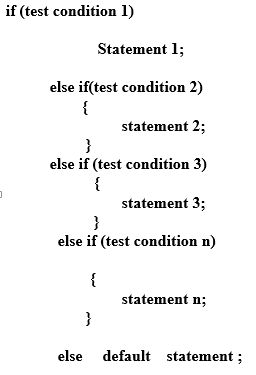 if (test condition 1)
Statement 1;
else if(test condition 2)
{
statement 2;
}
else if (test condition 3)
{
statement 3;
}
else if (test condition n)
{
statement n;
}
else default statement ;